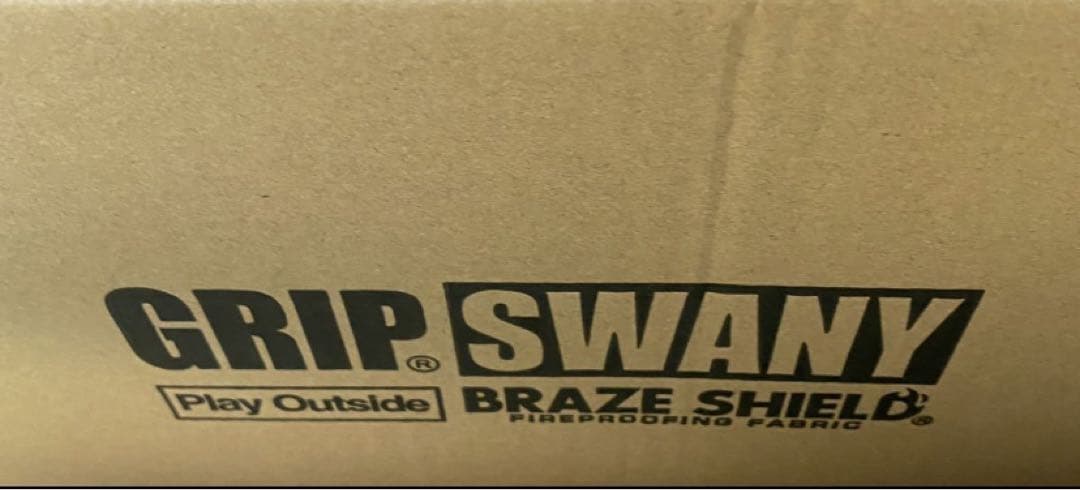 GRIP® SWANY
Play Outside BRAZE SHIELD®
FIREPROOFING FABRIC